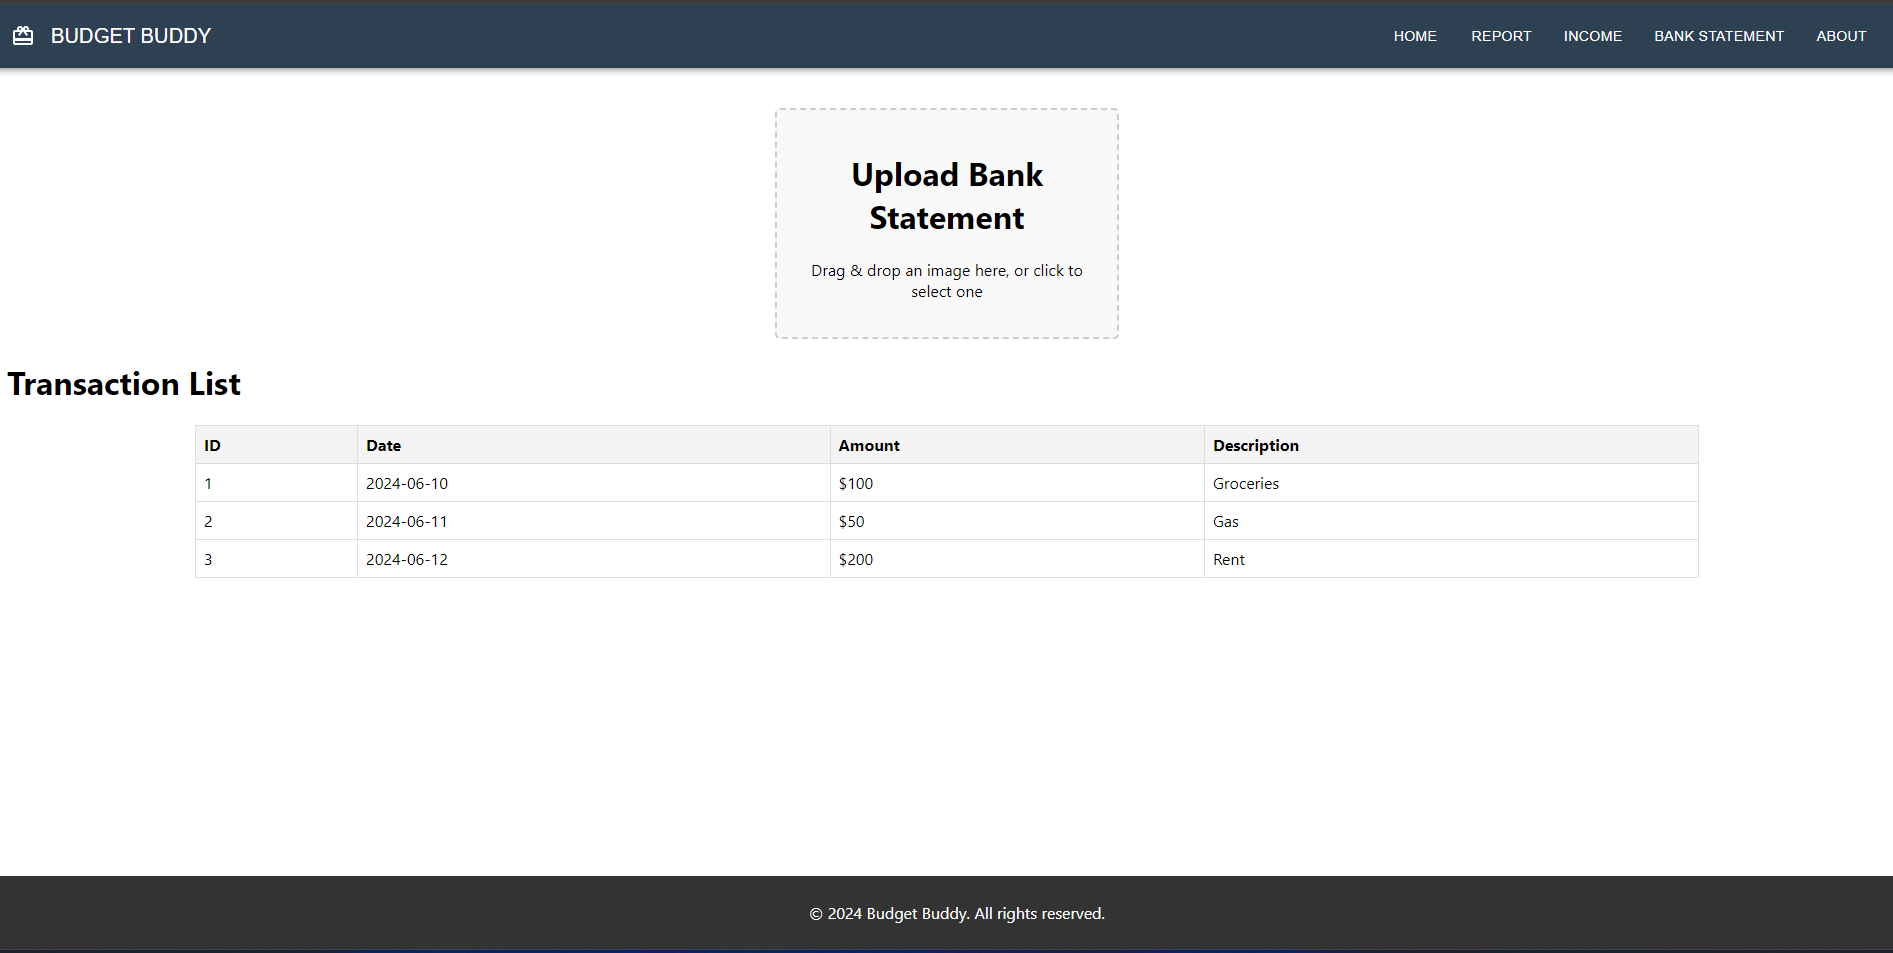 BUDGET BUDDY HOME REPORT INCOME BANK STATEMENT ABOUT
Upload Bank
Statement
Drag & drop an image here, or click to
select one
Transaction List
ID Date Amount Description
1 2024-06-10 $100 Groceries
2 2024-06-11 $50 Gas
3 2024-06-12 $200 Rent
© 2024 Budget Buddy. All rights reserved.